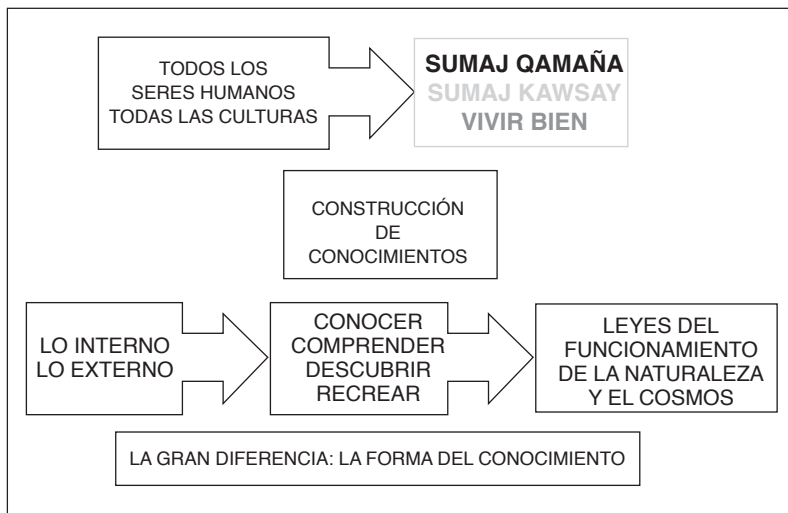 TODOS LOS
SERES HUMANOS
TODAS LAS CULTURAS
SUMAJ QAMAÑA
SUMAJ KAWSAY
VIVIR BIEN
CONSTRUCCIÓN
DE
CONOCIMIENTOS
LO INTERNO
LO EXTERNO
CONOCER
COMPRENDER
DESCUBRIR
RECREAR
LEYES DEL
FUNCIONAMIENTO
DE LA NATURALEZA
Y EL COSMOS
LA GRAN DIFERENCIA: LA FORMA DEL CONOCIMIENTO